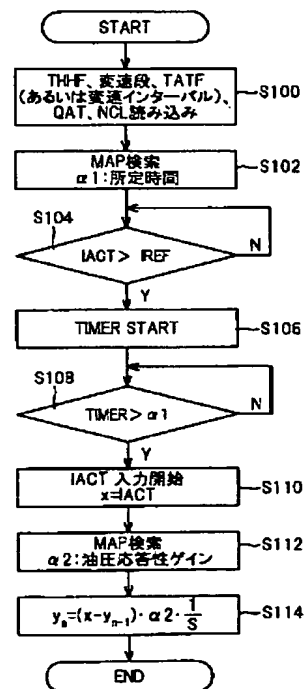 START
THHF、変速段、TATF
(あるいは変速インターバル)、
QAT、NCL読み込み
S100
MAP検索
α1:所定時間
S102
S104
IACT> IREF
N
Y
TIMER START
S106
S108
TIMER>α1
N
Y
IACT 入力開始
x=IACT
S110
MAP検索
α2:油圧応答性ゲイン
S112
yn=(x-yn-1)・α2・1/S
S114
END